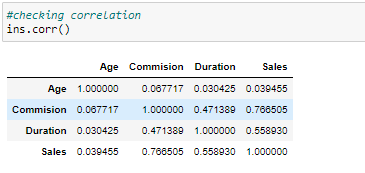 #checking correlation
ins.corr()
Age Commision Duration Sales
Age 1.000000 0.067717 0.030425 0.039455
Commision 0.067717 1.000000 0.471389 0.766505
Duration 0.030425 0.471389 1.000000 0.558930
Sales 0.039455 0.766505 0.558930 1.000000